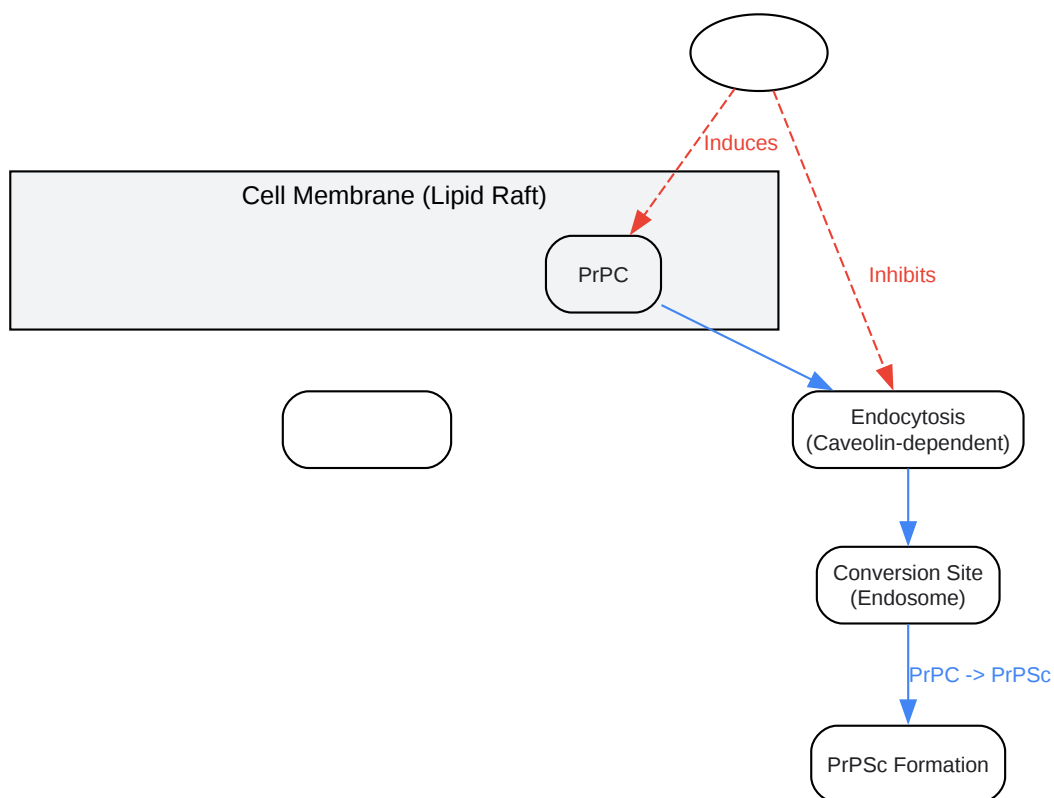 Induces
Cell Membrane (Lipid Raft)
PrPC
Inhibits
Endocytosis
(Caveolin-dependent)
Conversion Site
(Endosome)
PrPC -> PrPSc
PrPSc Formation